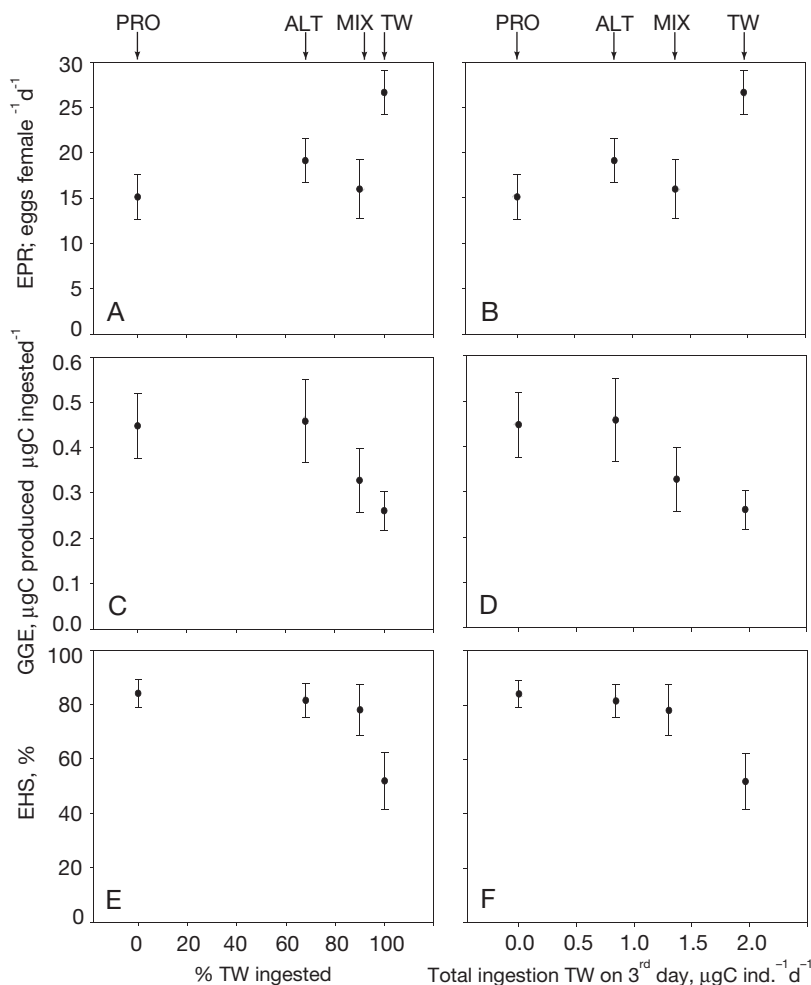 PRO ALT MIX TW PRO ALT MIX TW
30
25
20
15
10
5
0
EPR; eggs female ⁻¹d⁻¹
A B
0.6
0.5
0.4
0.3
0.2
0.1
0.0
GGE, µgC produced µgC ingested⁻¹
C D
100
80
60
40
20
0
EHS, %
E F
0 20 40 60 80 100 0.0 0.5 1.0 1.5 2.0
% TW ingested Total ingestion TW on 3rd day, µgC ind.⁻¹d⁻¹